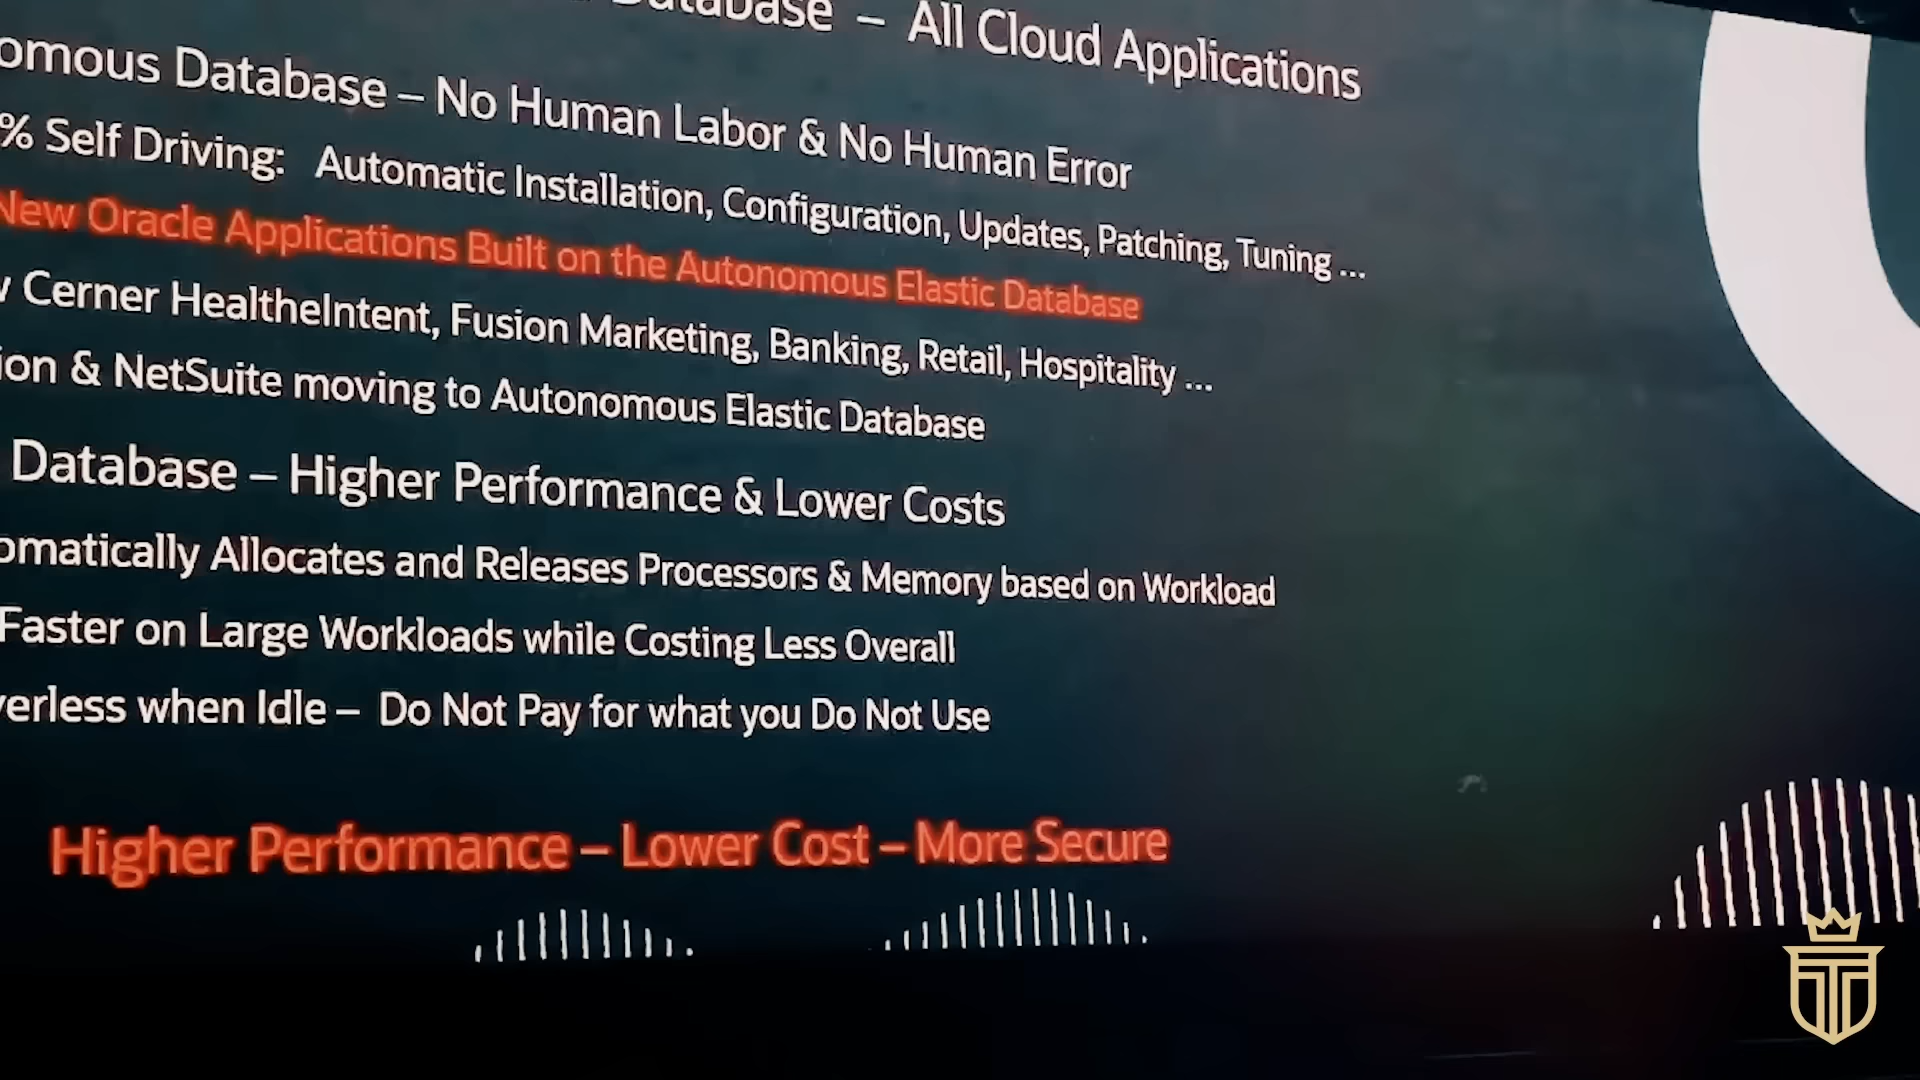 Database – All Cloud Applications
omous Database – No Human Labor & No Human Error
% Self Driving: Automatic Installation, Configuration, Updates, Patching, Tuning ...
New Oracle Applications Built on the Autonomous Elastic Database
Cerner HealtheIntent, Fusion Marketing, Banking, Retail, Hospitality ...
ion & NetSuite moving to Autonomous Elastic Database
Database – Higher Performance & Lower Costs
omatically Allocates and Releases Processors & Memory based on Workload
Faster on Large Workloads while Costing Less Overall
verless when Idle – Do Not Pay for what you Do Not Use
Higher Performance – Lower Cost – More Secure